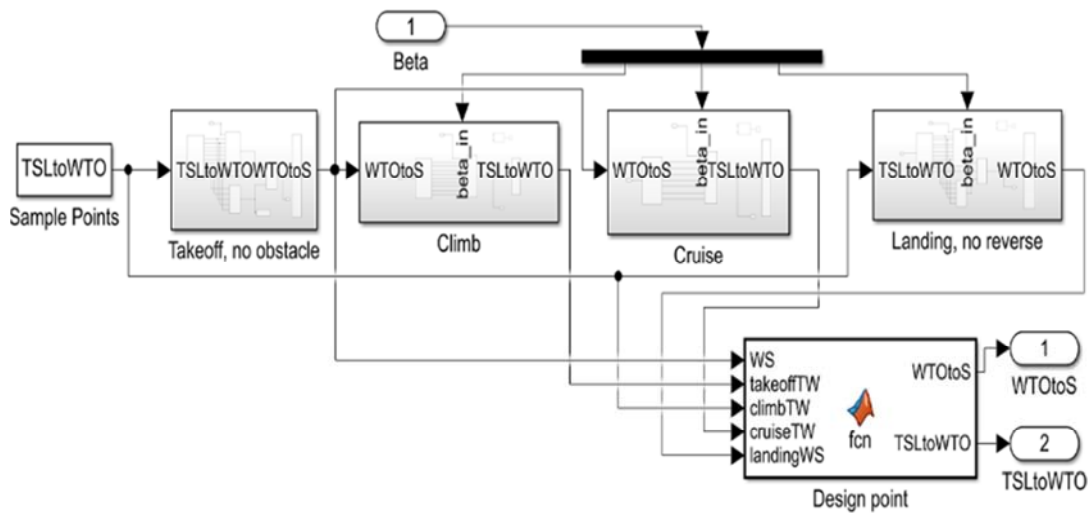 1
Beta
TSLtoWTO
Sample Points
TSLtoWTO WTOtoS
Takeoff, no obstacle
WTOtoS
beta_in
TSLtoWTO
Climb
WTOtoS
beta_in
TSLtoWTO
Cruise
TSLtoWTO
beta_in
WTOtoS
Landing, no reverse
WS
takeoffTW
climbTW
cruiseTW
landingWS
fcn
WTOtoS
TSLtoWTO
Design point
1
WTOtoS
2
TSLtoWTO